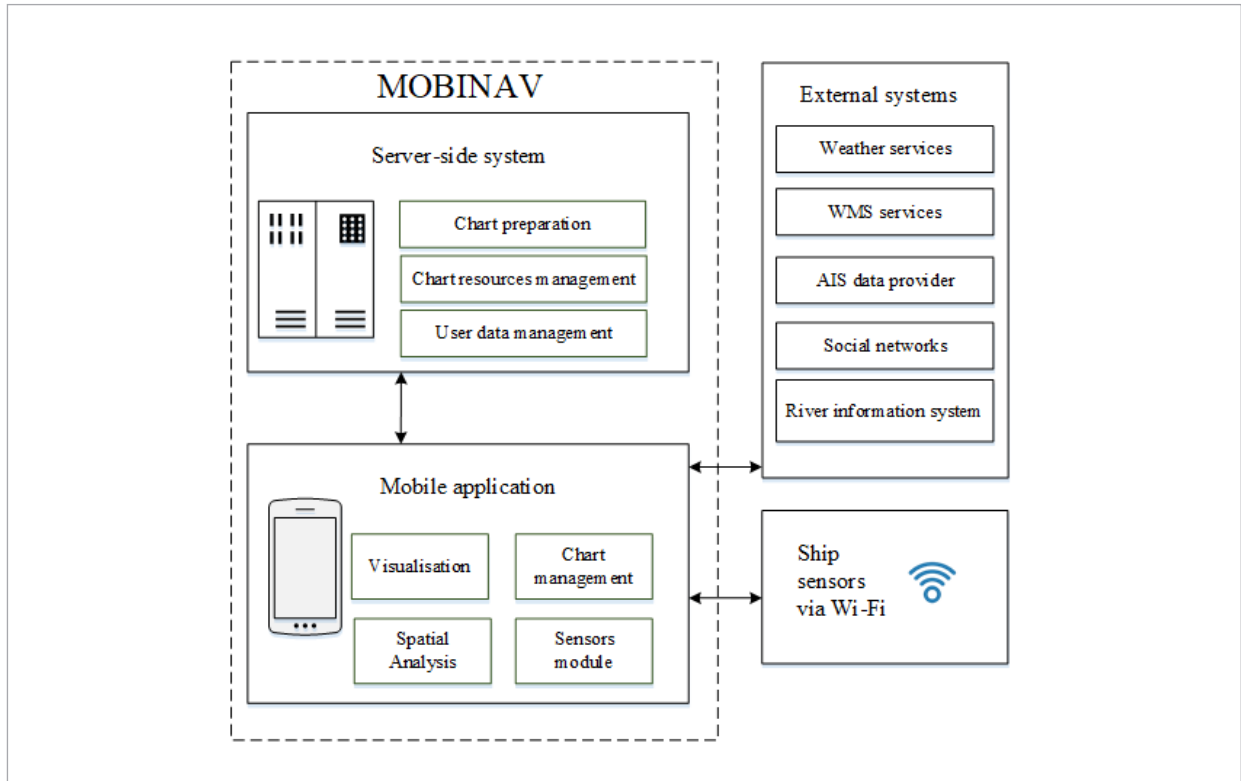 MOBINAV
Server-side system
Chart preparation
Chart resources management
User data management
Mobile application
Visualisation
Chart
management
Spatial
Analysis
Sensors
module
External systems
Weather services
WMS services
AIS data provider
Social networks
River information system
Ship
sensors
via Wi-Fi